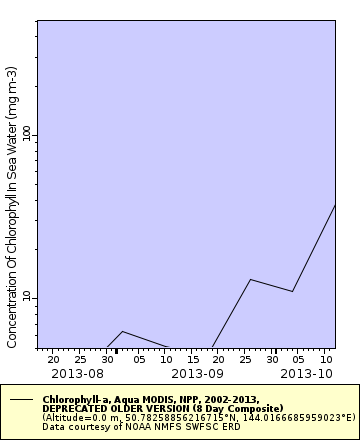 Concentration Of Chlorophyll In Sea Water (mg m-3)
100
10
20 25 30 05 10 15 20 25 30 05 10
2013-08 2013-09 2013-10
Chlorophyll-a, Aqua MODIS, NPP, 2002-2013,
DEPRECATED OLDER VERSION (8 Day Composite)
(Altitude=0.0 m, 50.78258856216715°N, 144.0166685959023°E)
Data courtesy of NOAA NMFS SWFSC ERD